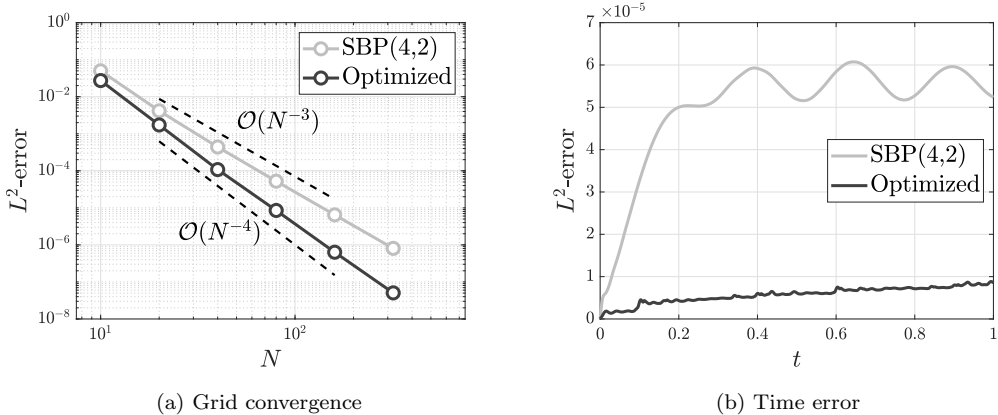 10^0
10^{-2}
10^{-4}
10^{-6}
10^{-8}
L^2-error
10^1
10^2
N
SBP(4,2)
Optimized
𝒪(N^{-3})
𝒪(N^{-4})
(a) Grid convergence
×10^{-5}
7
6
5
4
3
2
1
0
L^2-error
0
0.2
0.4
0.6
0.8
1
t
SBP(4,2)
Optimized
(b) Time error